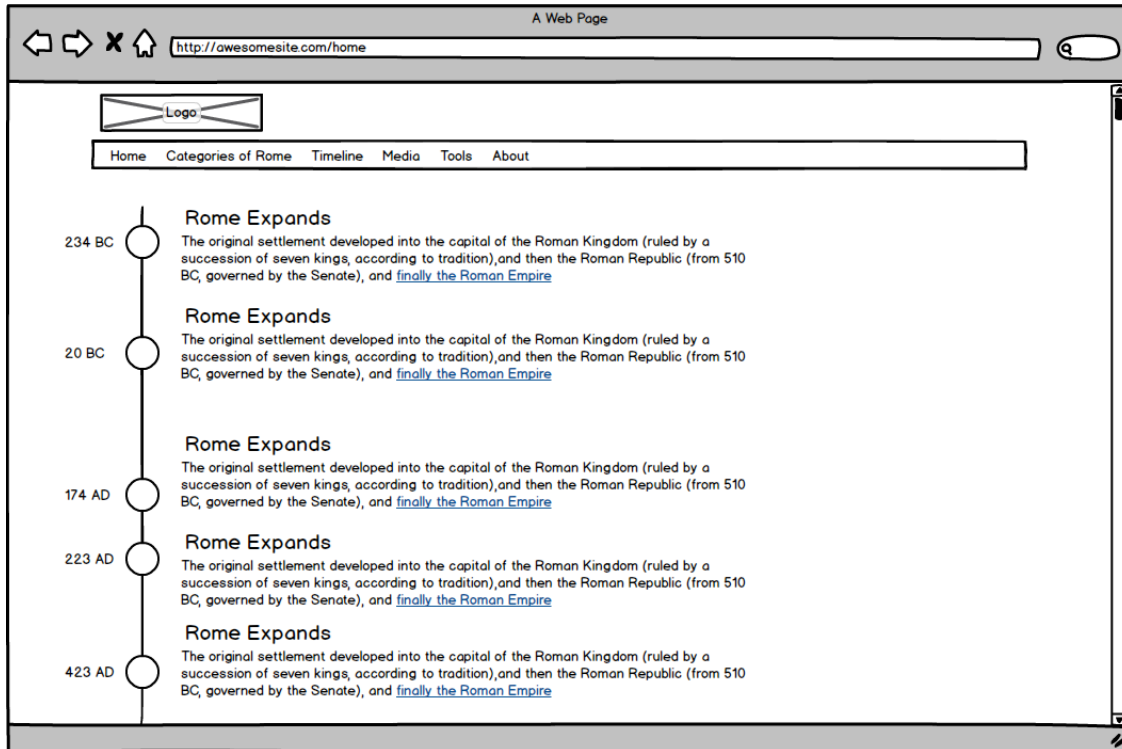 A Web Page
http://awesomesite.com/home
Logo
Home Categories of Rome Timeline Media Tools About
Rome Expands
234 BC
The original settlement developed into the capital of the Roman Kingdom (ruled by a
succession of seven kings, according to tradition),and then the Roman Republic (from 510
BC, governed by the Senate), and finally the Roman Empire
Rome Expands
20 BC
The original settlement developed into the capital of the Roman Kingdom (ruled by a
succession of seven kings, according to tradition),and then the Roman Republic (from 510
BC, governed by the Senate), and finally the Roman Empire
Rome Expands
174 AD
The original settlement developed into the capital of the Roman Kingdom (ruled by a
succession of seven kings, according to tradition),and then the Roman Republic (from 510
BC, governed by the Senate), and finally the Roman Empire
Rome Expands
223 AD
The original settlement developed into the capital of the Roman Kingdom (ruled by a
succession of seven kings, according to tradition),and then the Roman Republic (from 510
BC, governed by the Senate), and finally the Roman Empire
Rome Expands
423 AD
The original settlement developed into the capital of the Roman Kingdom (ruled by a
succession of seven kings, according to tradition),and then the Roman Republic (from 510
BC, governed by the Senate), and finally the Roman Empire